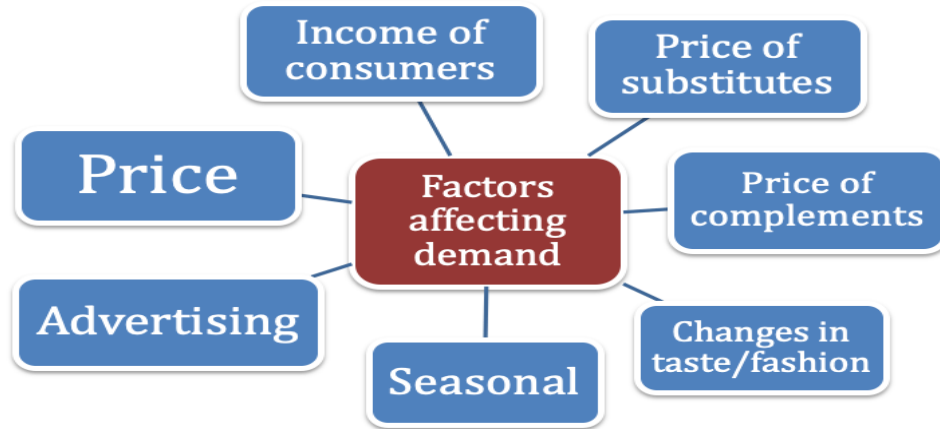 Income of
consumers
Price of
substitutes
Price
Factors
affecting
demand
Price of
complements
Advertising
Seasonal
Changes in
taste/fashion